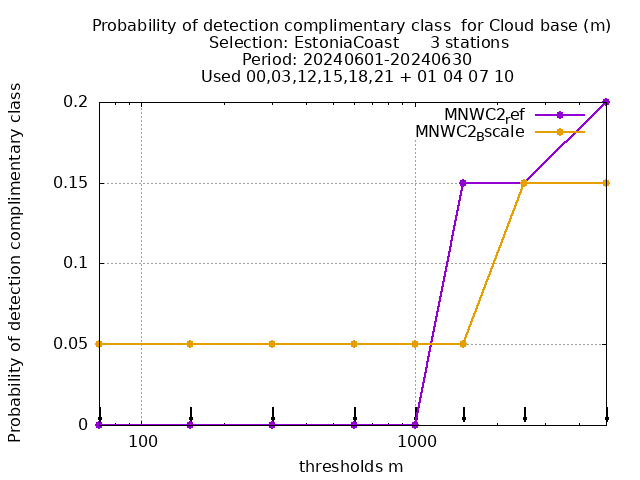 Probability of detection complimentary class  for Cloud base (m)
Selection: EstoniaCoast      3 stations
Period: 20240601-20240630
Used 00,03,12,15,18,21 + 01 04 07 10
MNWC2ref
MNWC2Bscale
0.2
0.15
0.1
0.05
0
100
1000
thresholds m
Probability of detection complimentary class